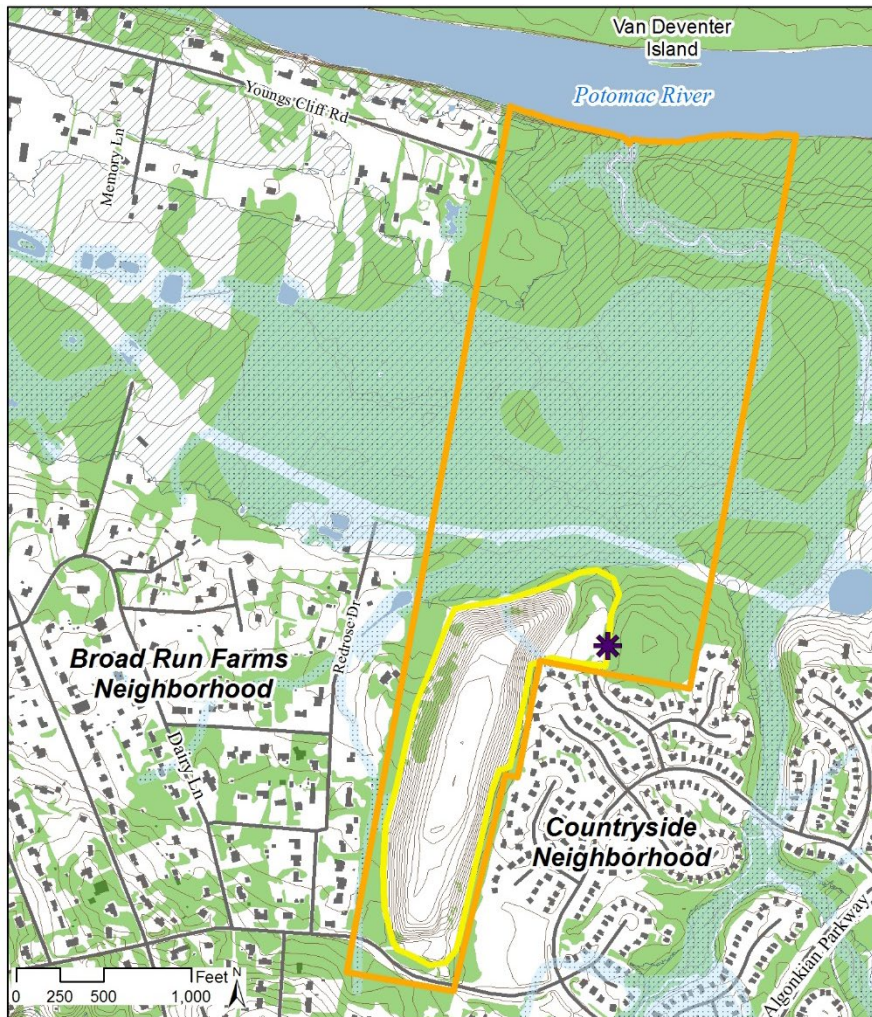 Van Deventer
Island
Potomac River
Youngs Cliff Rd
Memory Ln
Redrose Dr
Broad Run Farms
Neighborhood
Dairy Ln
Countryside
Neighborhood
Algonkian Parkway
Feet
N
0 250 500 1,000